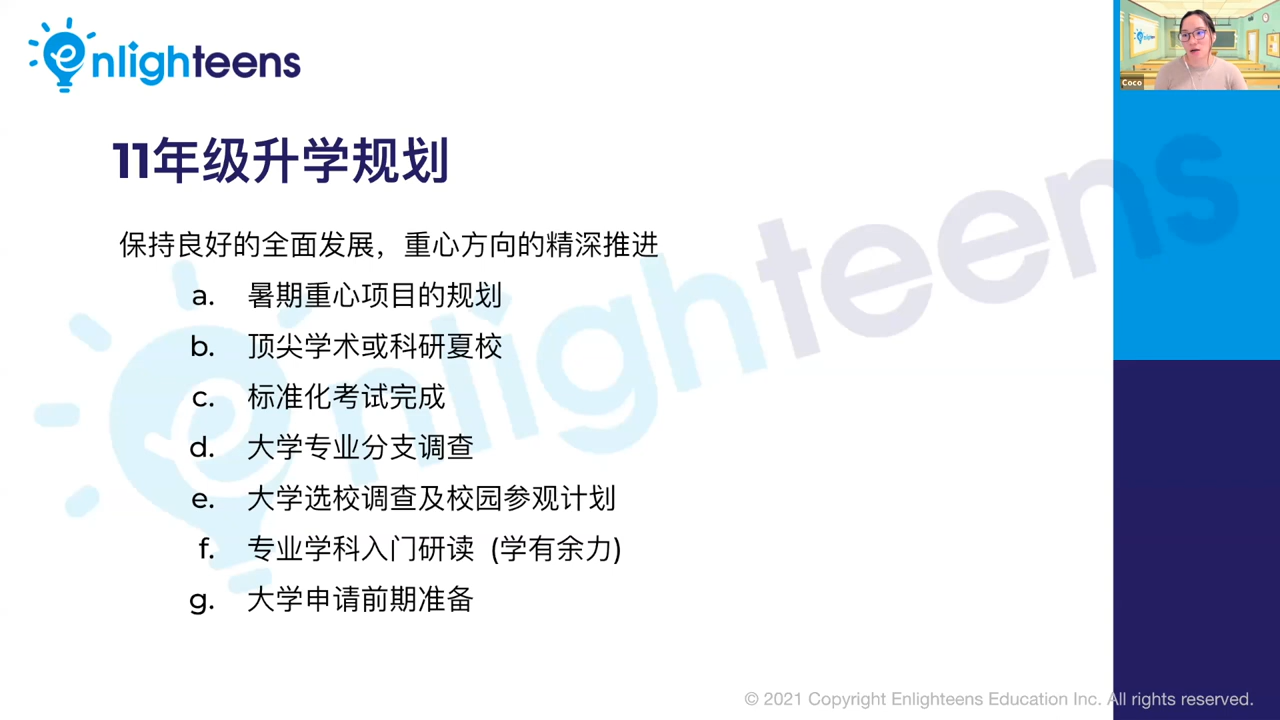 enlighteens
Coco
11年级升学规划
保持良好的全面发展，重心方向的精深推进
a. 暑期重心项目的规划
b. 顶尖学术或科研夏校
c. 标准化考试完成
d. 大学专业分支调查
e. 大学选校调查及校园参观计划
f. 专业学科入门研读 (学有余力)
g. 大学申请前期准备
enlighteens
© 2021 Copyright Enlighteens Education Inc. All rights reserved.